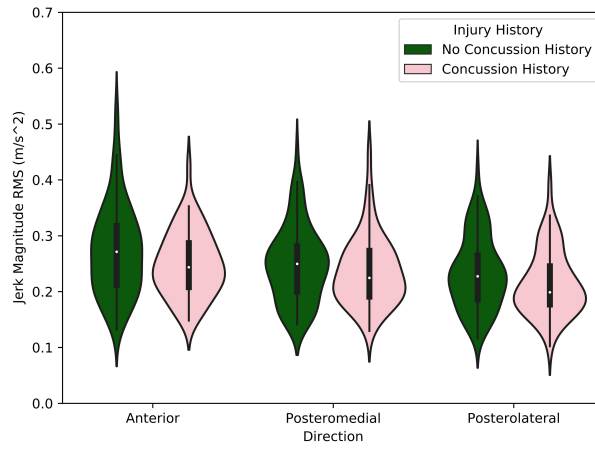 0.7
0.6
0.5
0.4
0.3
0.2
0.1
0.0
Jerk Magnitude RMS (m/s^2)
Injury History
No Concussion History
Concussion History
Anterior
Posteromedial
Posterolateral
Direction